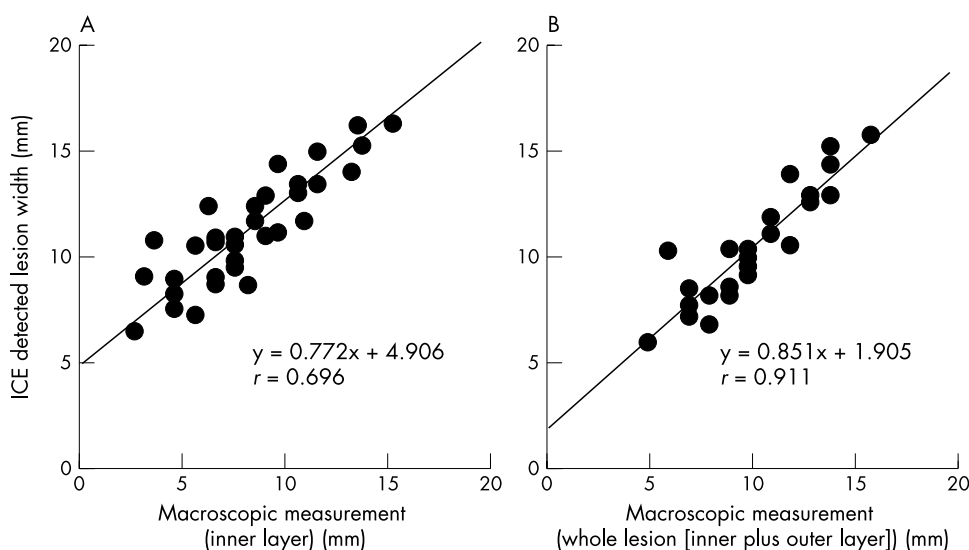 A
B
ICE detected lesion width (mm)
20
15
10
5
0
y = 0.772x + 4.906
r = 0.696
0
5
10
15
20
Macroscopic measurement
(inner layer) (mm)
20
15
10
5
0
y = 0.851x + 1.905
r = 0.911
0
5
10
15
20
Macroscopic measurement
(whole lesion [inner plus outer layer]) (mm)